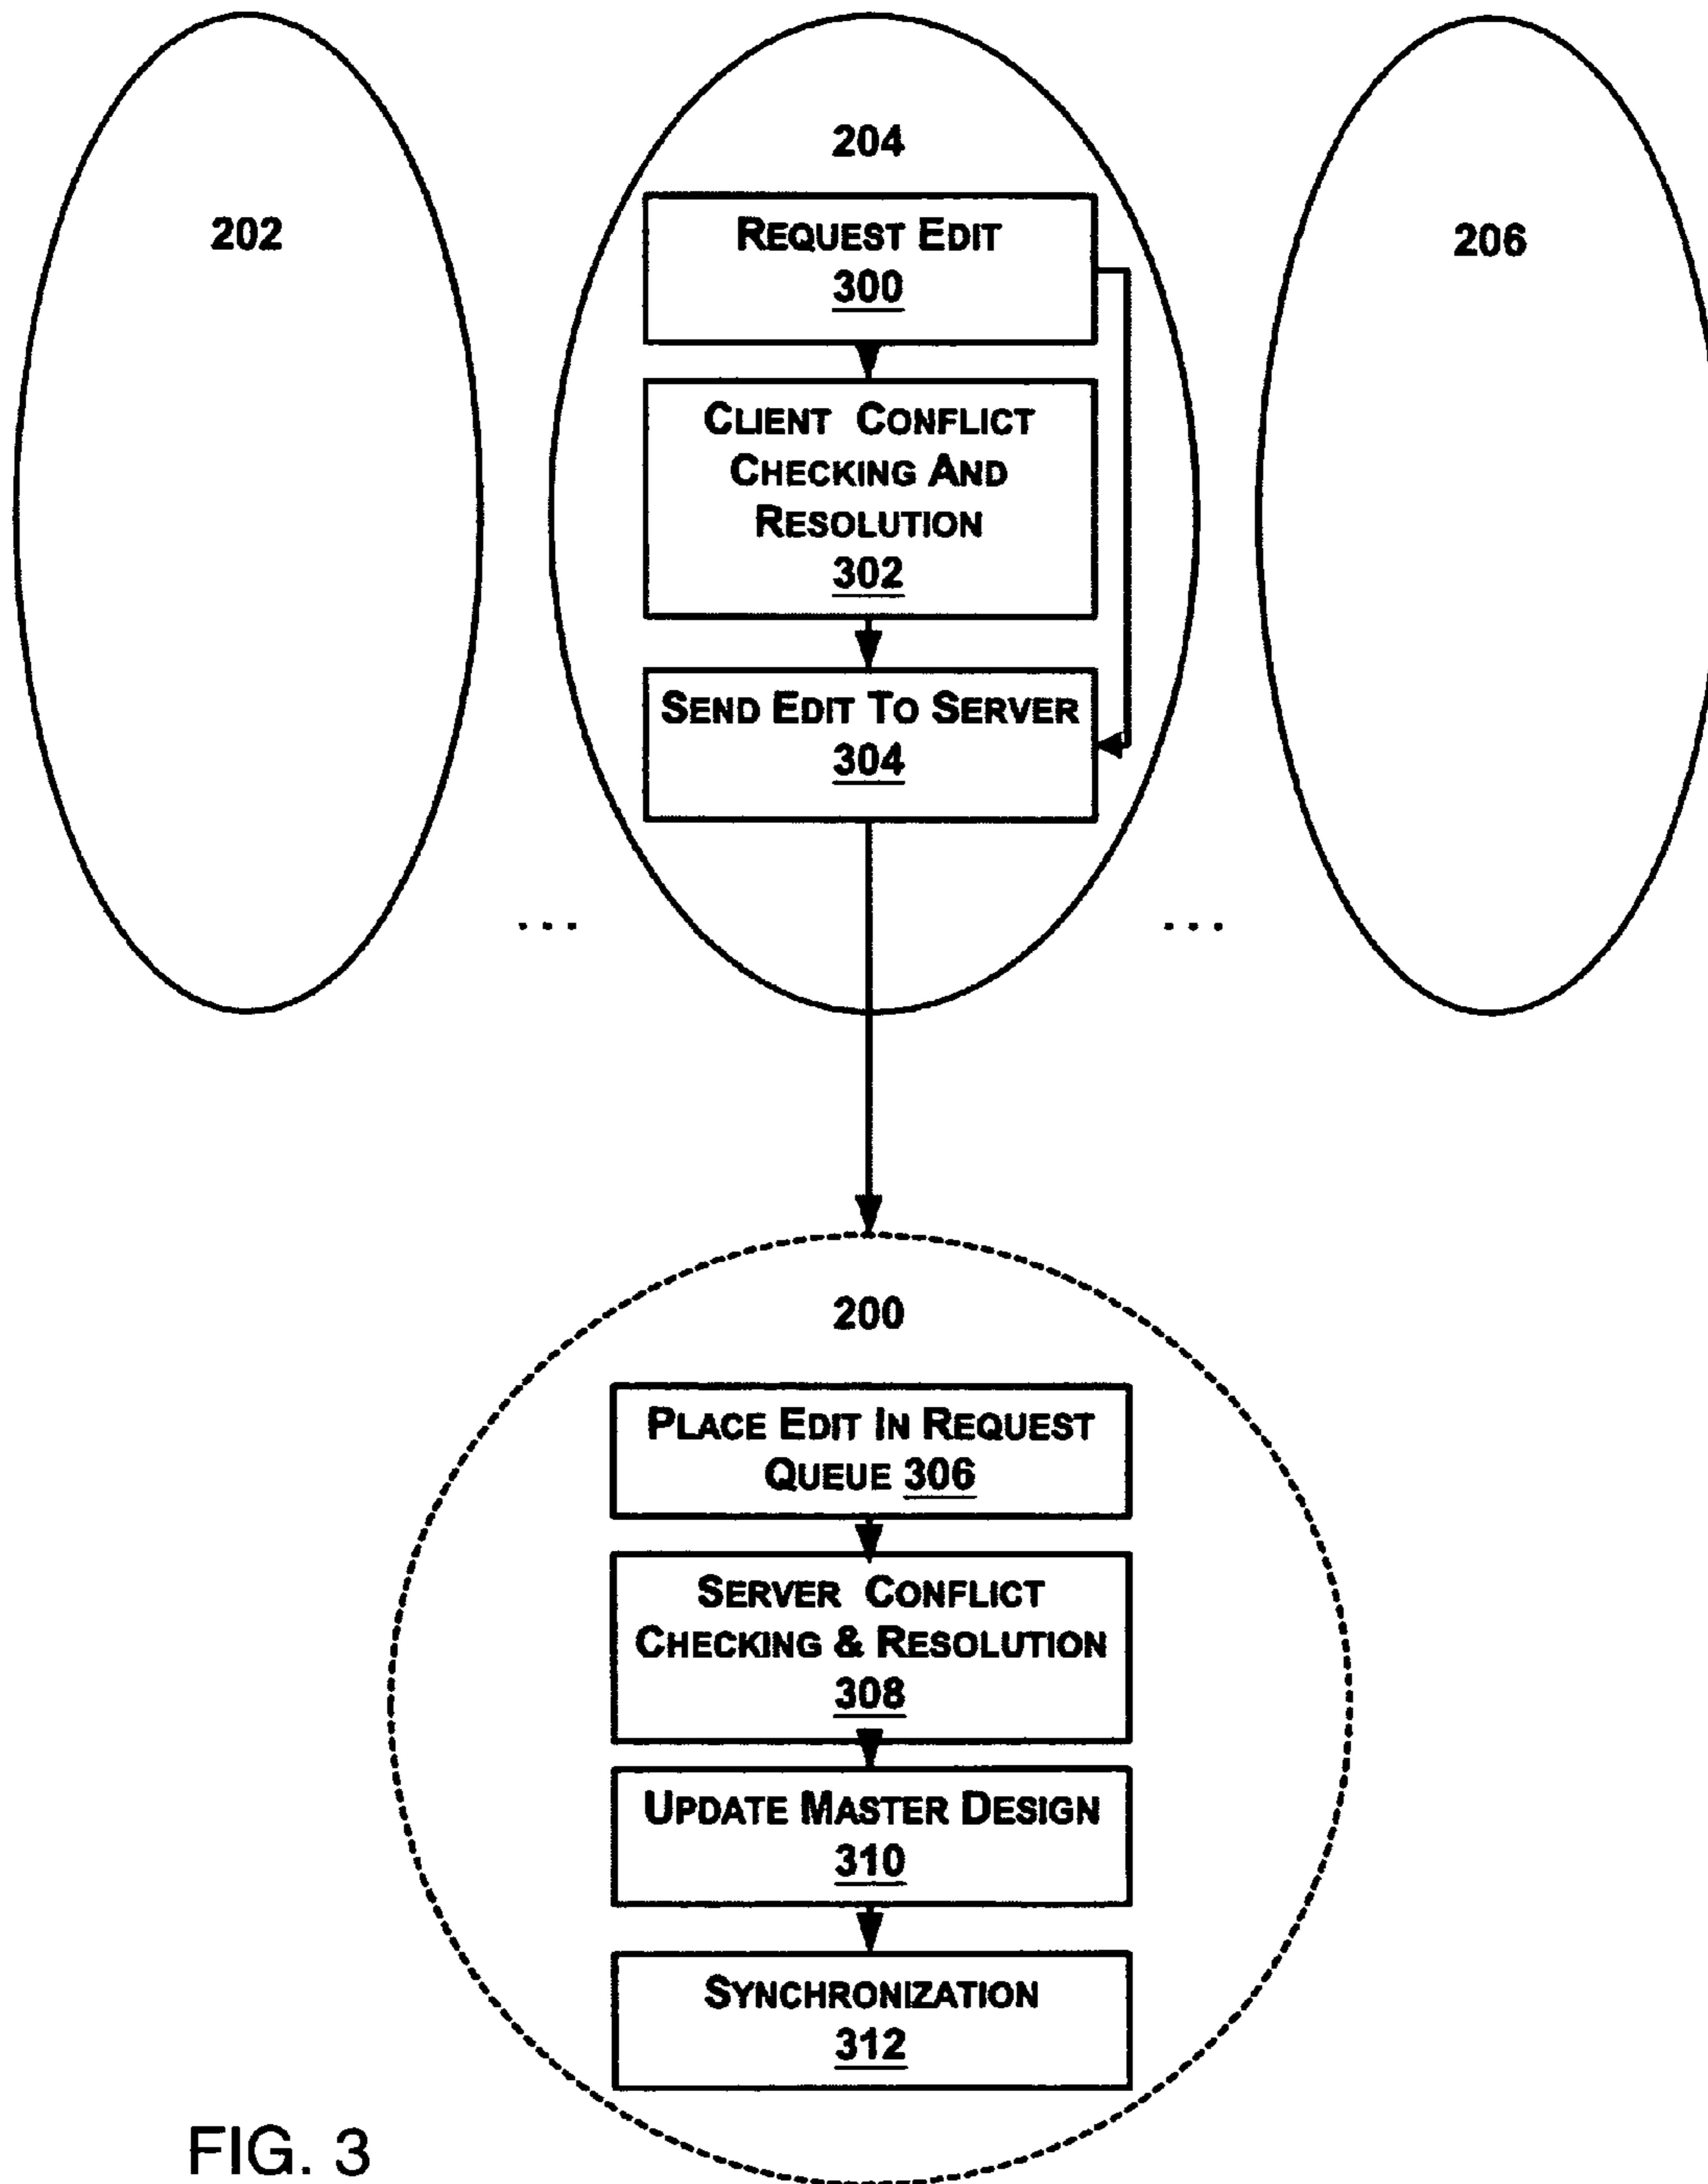 204
202
206
REQUEST EDIT
300
CLIENT CONFLICT
CHECKING AND
RESOLUTION
302
SEND EDIT TO SERVER
304
... ...
200
PLACE EDIT IN REQUEST
QUEUE 306
SERVER CONFLICT
CHECKING & RESOLUTION
308
UPDATE MASTER DESIGN
310
SYNCHRONIZATION
312
FIG. 3